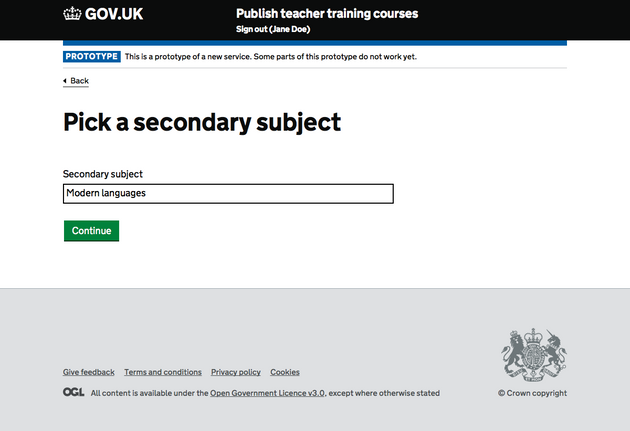 GOV.UK
Publish teacher training courses
Sign out (Jane Doe)
PROTOTYPE This is a prototype of a new service. Some parts of this prototype do not work yet.
Back
Pick a secondary subject
Secondary subject
Modern languages
Continue
Give feedback Terms and conditions Privacy policy Cookies
OGL All content is available under the Open Government Licence v3.0, except where otherwise stated
© Crown copyright